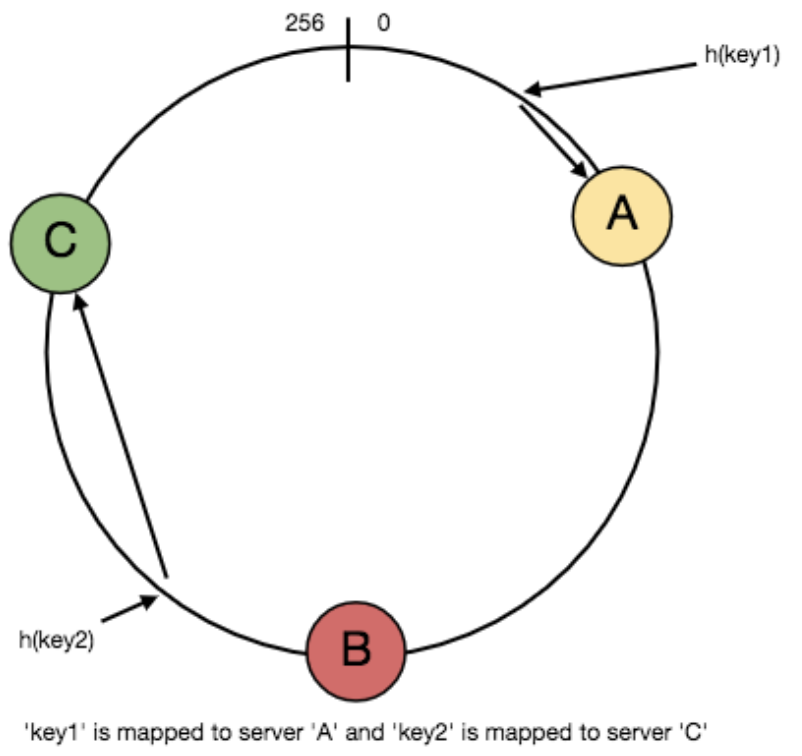 256 0
h(key1)
A
C
h(key2)
B
'key1' is mapped to server 'A' and 'key2' is mapped to server 'C'